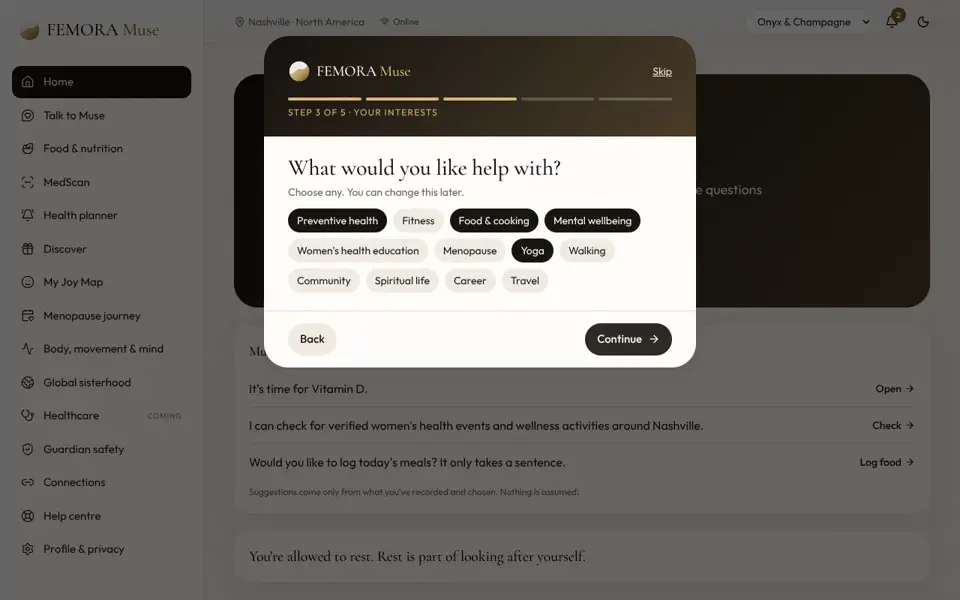 FEMORA Muse
Home
Talk to Muse
Food & nutrition
MedScan
Health planner
Discover
My Joy Map
Menopause journey
Body, movement & mind
Global sisterhood
Healthcare COMING
Guardian safety
Connections
Help centre
Profile & privacy
Nashville · North America Online Onyx & Champagne 2
FEMORA Muse Skip
STEP 3 OF 5 · YOUR INTERESTS
What would you like help with?
Choose any. You can change this later.
Preventive health Fitness Food & cooking Mental wellbeing
Women's health education Menopause Yoga Walking
Community Spiritual life Career Travel
Back Continue →
questions
It's time for Vitamin D. Open →
I can check for verified women's health events and wellness activities around Nashville. Check →
Would you like to log today's meals? It only takes a sentence. Log food →
Suggestions come only from what you've recorded and chosen. Nothing is assumed.
You're allowed to rest. Rest is part of looking after yourself.